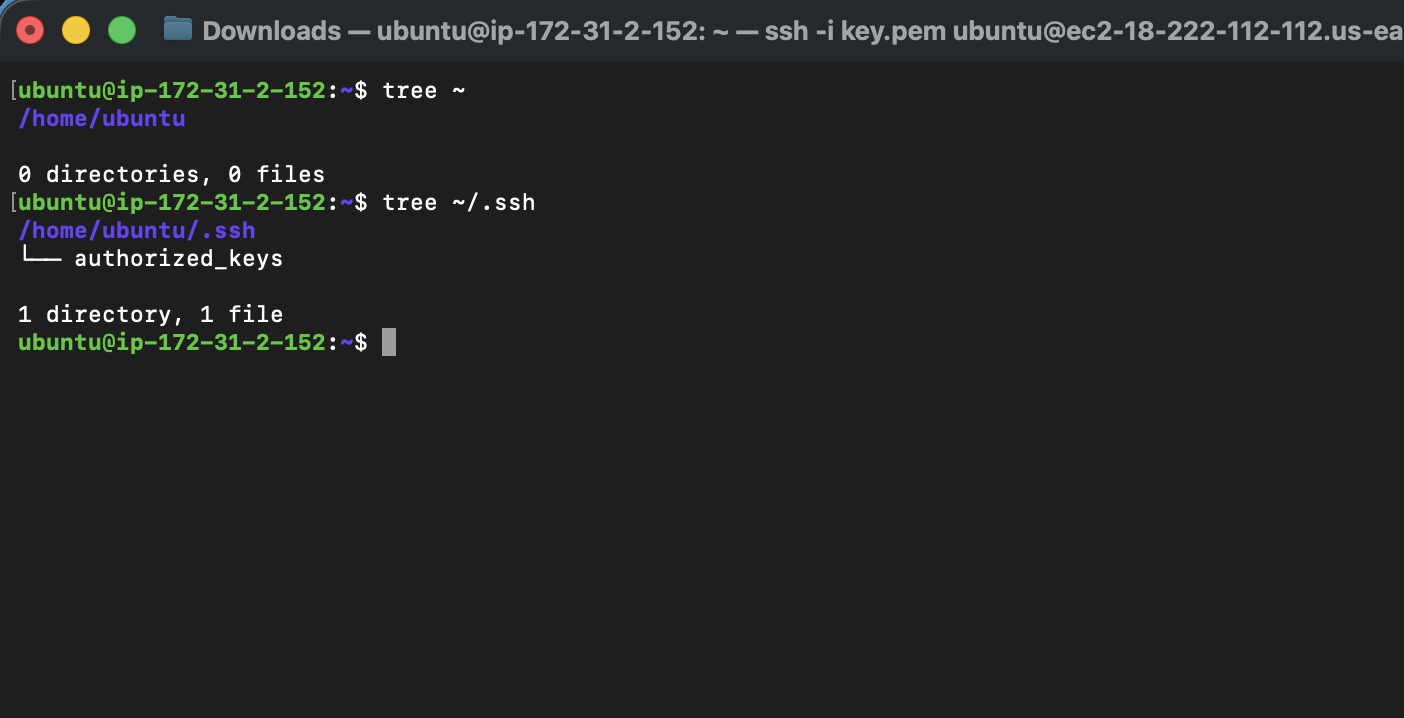 Downloads — ubuntu@ip-172-31-2-152: ~ — ssh -i key.pem ubuntu@ec2-18-222-112-112.us-ea
[ubuntu@ip-172-31-2-152:~$ tree ~
/home/ubuntu
0 directories, 0 files
[ubuntu@ip-172-31-2-152:~$ tree ~/.ssh
/home/ubuntu/.ssh
└── authorized_keys
1 directory, 1 file
ubuntu@ip-172-31-2-152:~$